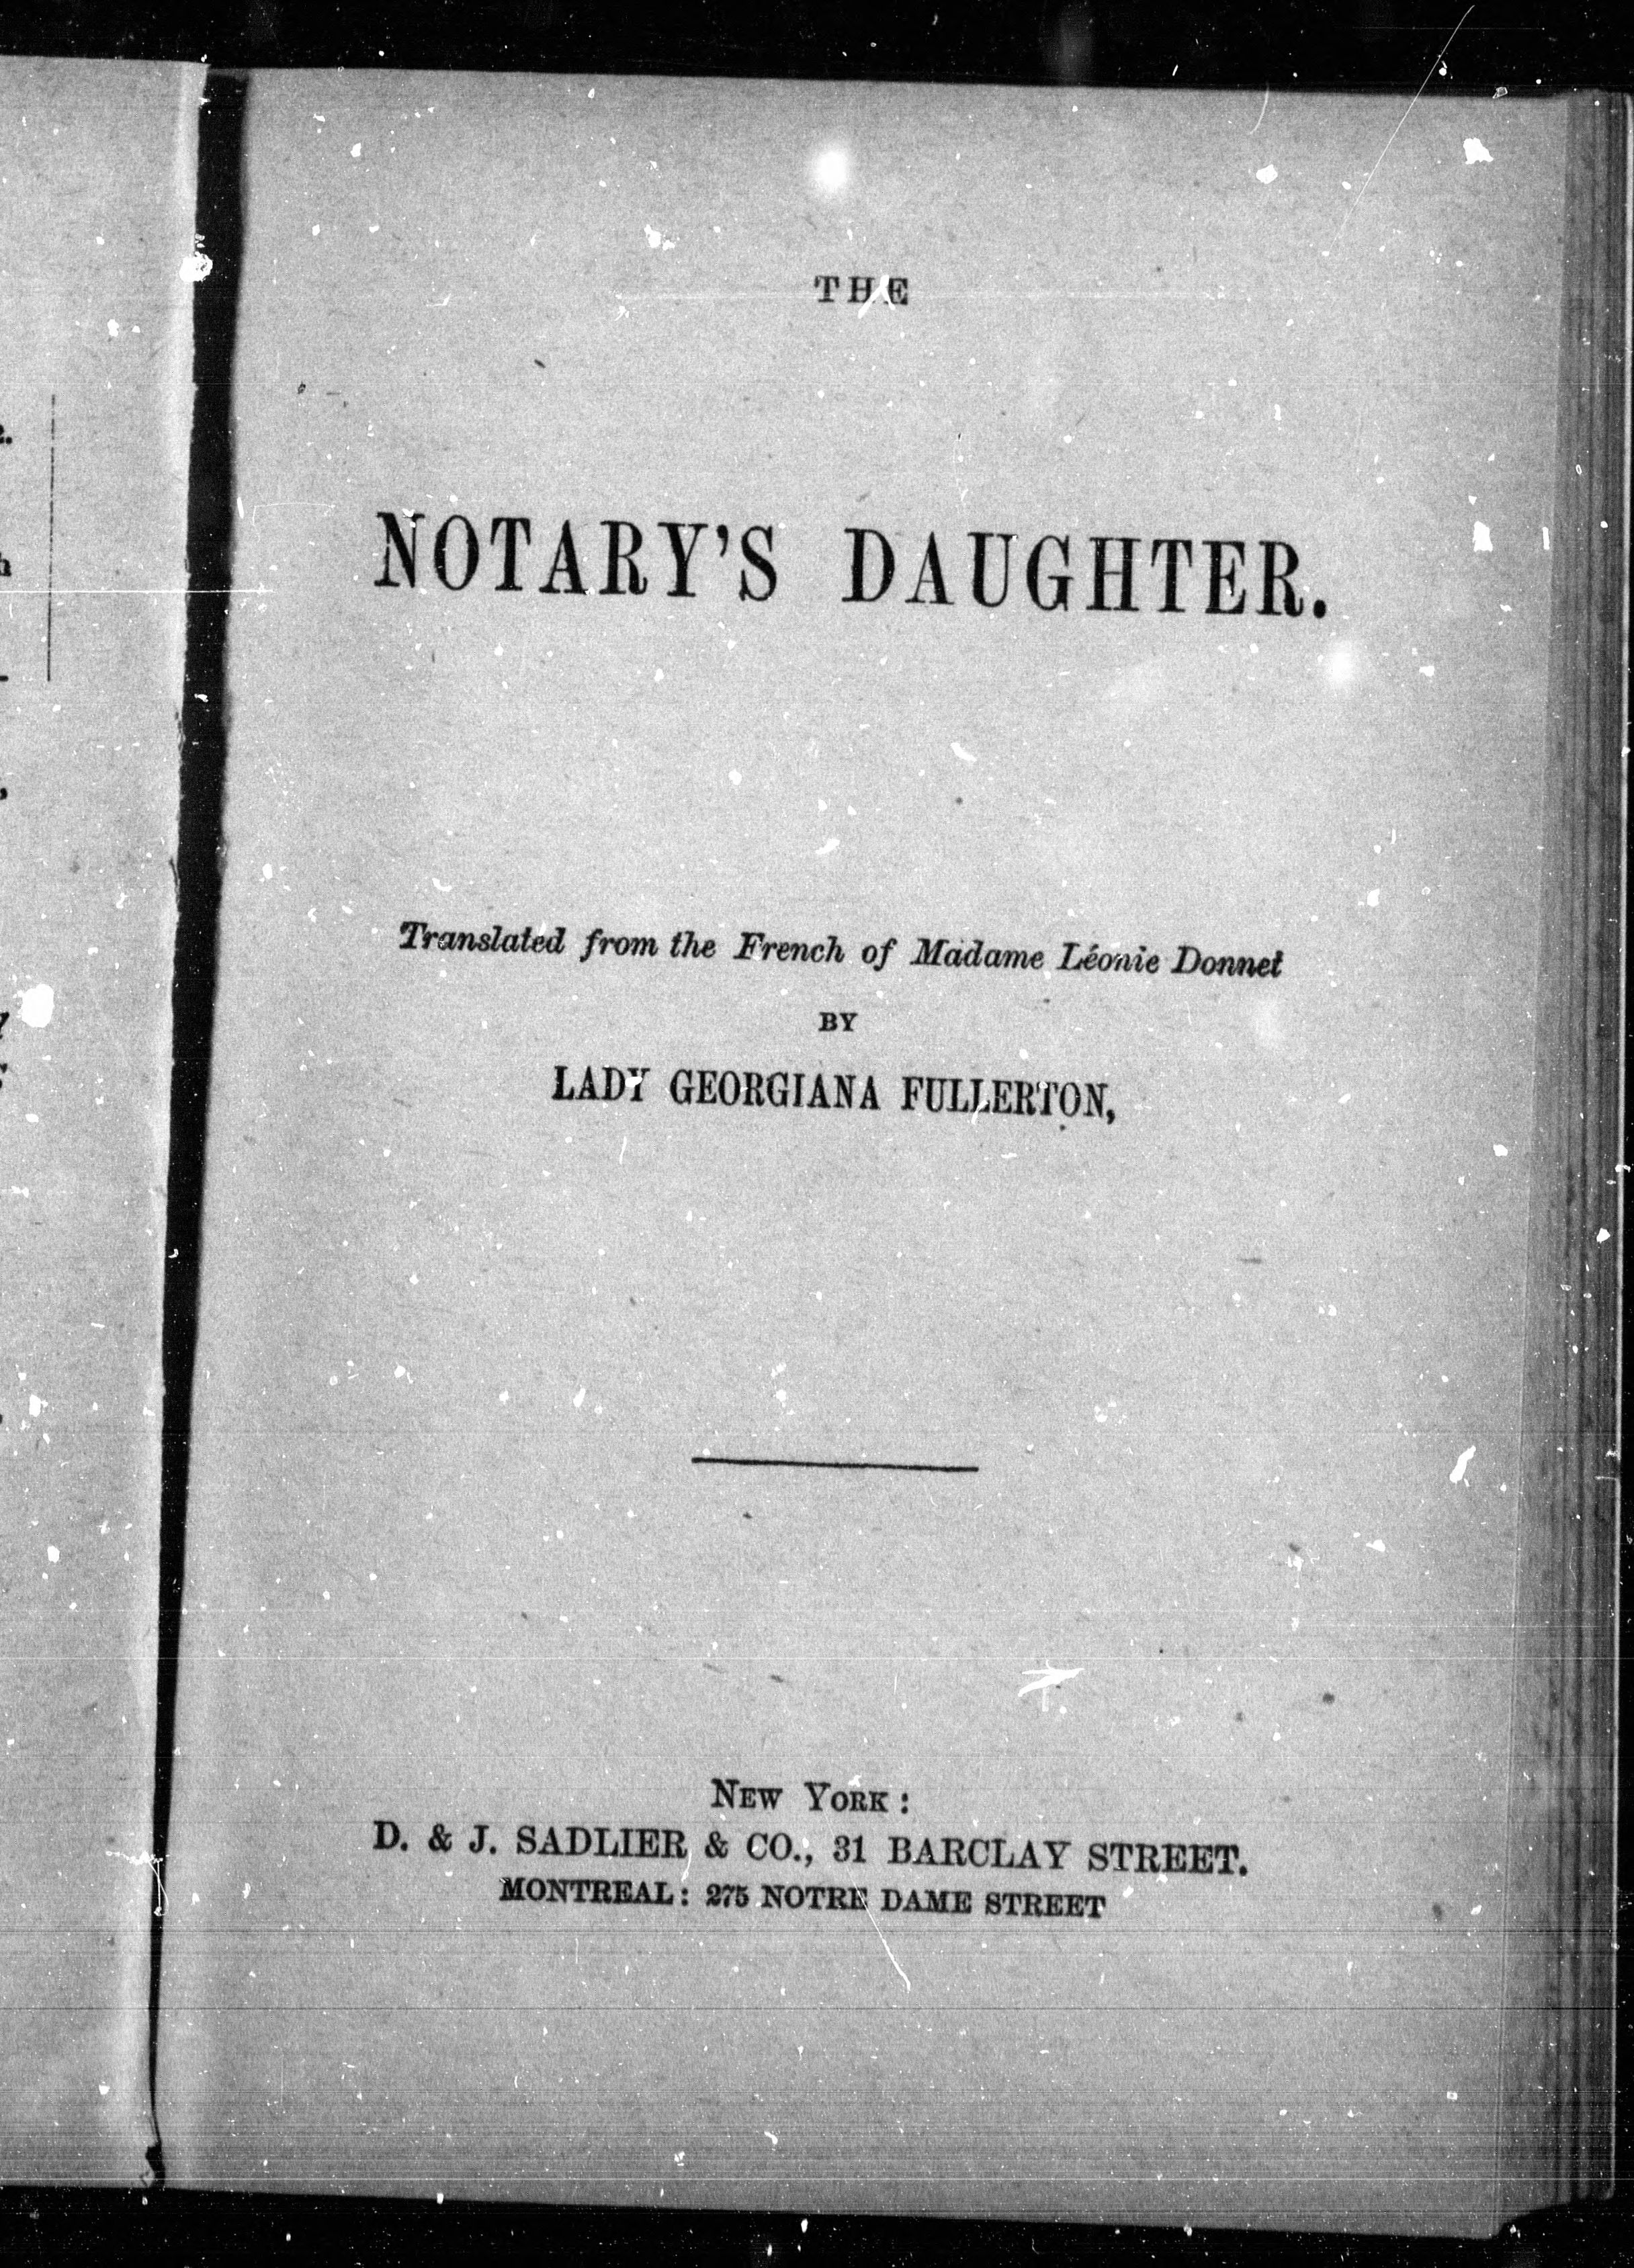 THE
NOTARY'S DAUGHTER.
Translated from the French of Madame Léonie Donnet
BY
LADY GEORGIANA FULLERTON,
NEW YORK:
D. & J. SADLIER & CO., 31 BARCLAY STREET.
MONTREAL: 275 NOTRE DAME STREET